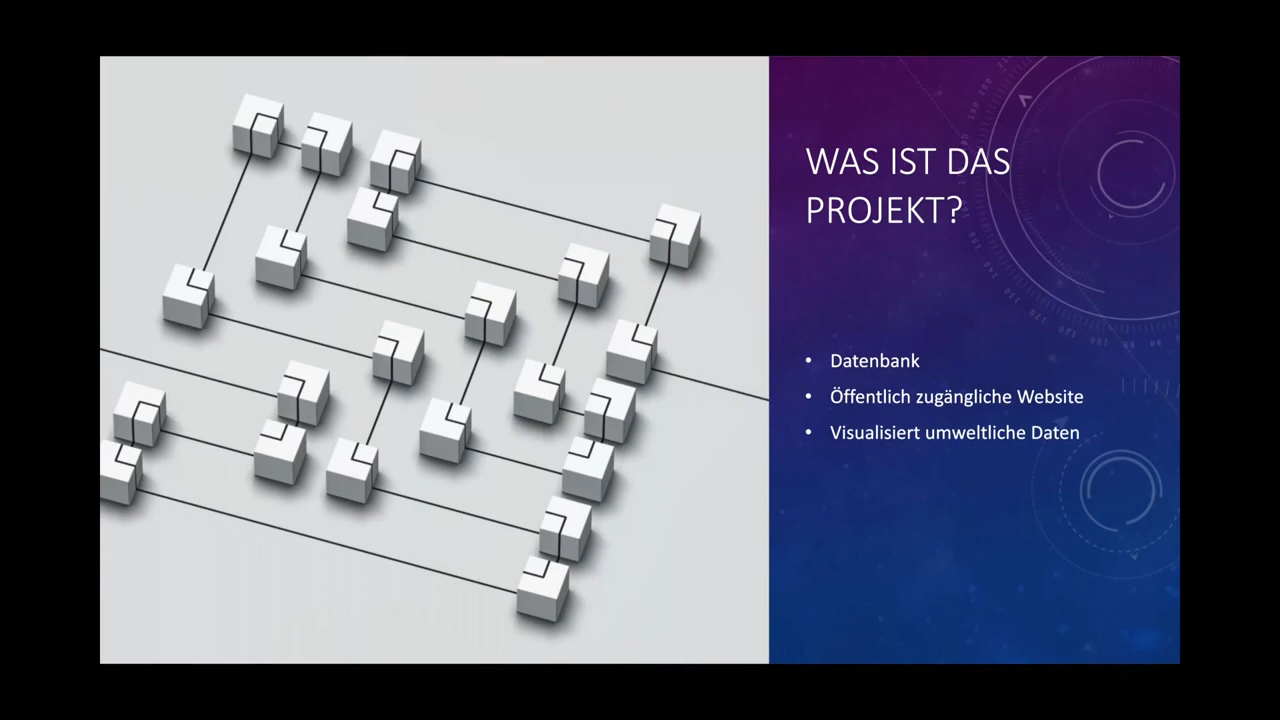 WAS IST DAS
PROJEKT?
• Datenbank
• Öffentlich zugängliche Website
• Visualisiert umweltliche Daten